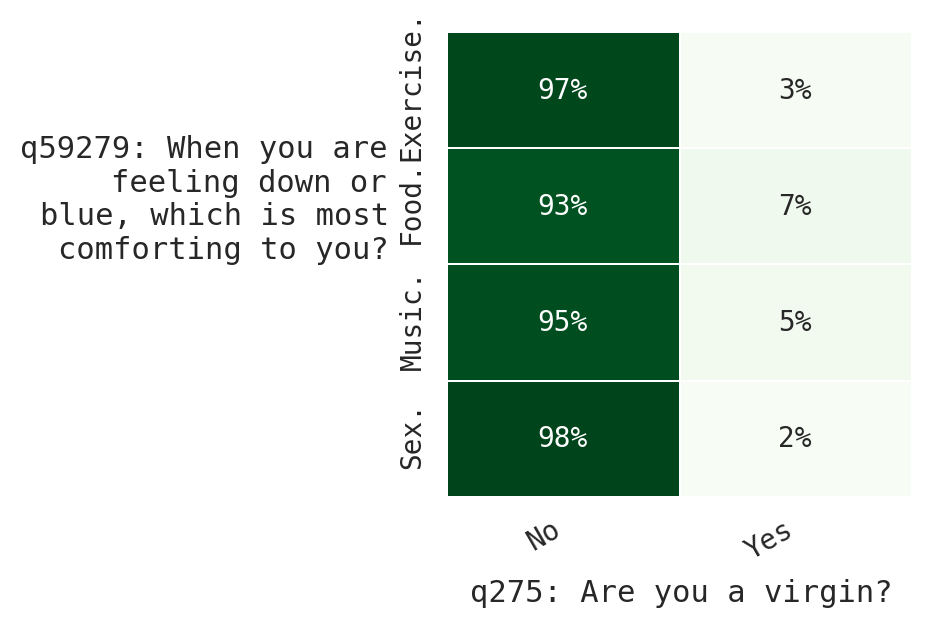 q59279: When you are
feeling down or
blue, which is most
comforting to you?
Exercise.
97% 3%
Food.
93% 7%
Music.
95% 5%
Sex.
98% 2%
No Yes
q275: Are you a virgin?